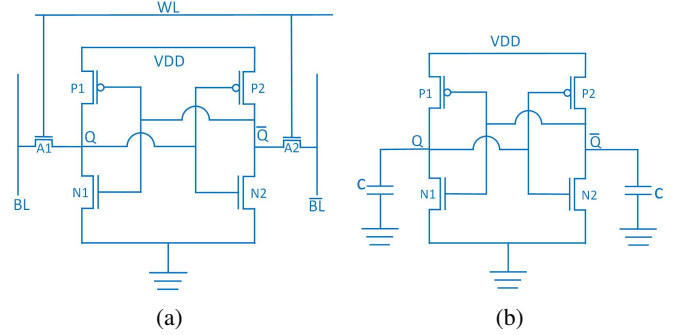 WL
VDD
P1
P2
Q
Q̅
A1
A2
N1
N2
BL
B̅L̅
(a)
VDD
P1
P2
Q
Q̅
C
N1
N2
C
(b)